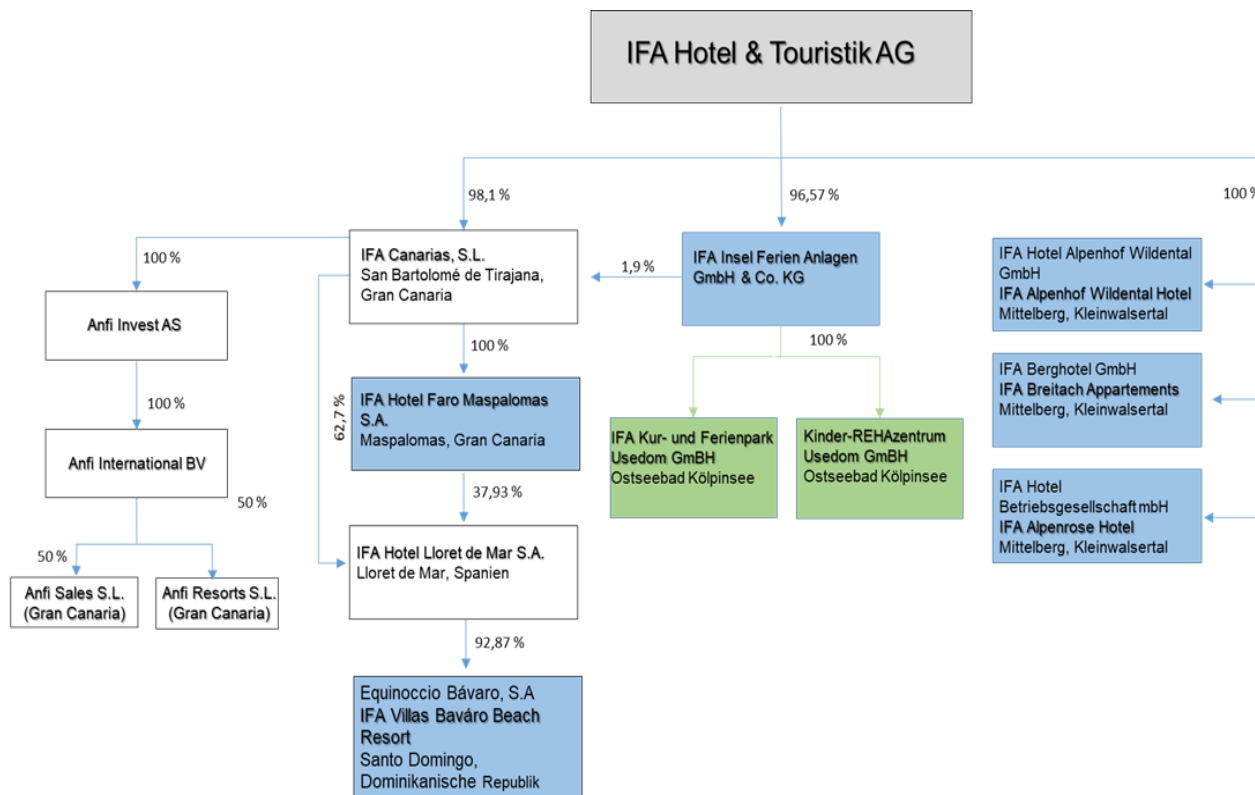 IFA Hotel & Touristik AG
98,1 %
96,57 %
100 %
100 %
IFA Canarias, S.L.
San Bartolomé de Tirajana,
Gran Canaria
1,9 %
IFA Insel Ferien Anlagen
GmbH & Co. KG
IFA Hotel Alpenhof Wildental
GmbH
IFA Alpenhof Wildental Hotel
Mittelberg, Kleinwalsertal
Anfi Invest AS
100 %
100 %
100 %
62,7 %
IFA Hotel Faro Maspalomas
S.A.
Maspalomas, Gran Canaria
IFA Berghotel GmbH
IFA Breitach Appartements
Mittelberg, Kleinwalsertal
Anfi International BV
IFA Kur- und Ferienpark
Usedom GmBH
Ostseebad Kölpinsee
Kinder-REHAzentrum
Usedom GmBH
Ostseebad Kölpinsee
50 %
37,93 %
IFA Hotel
Betriebsgesellschaft mbH
IFA Alpenrose Hotel
Mittelberg, Kleinwalsertal
50 %
IFA Hotel Lloret de Mar S.A.
Lloret de Mar, Spanien
Anfi Sales S.L.
(Gran Canaria)
Anfi Resorts S.L.
(Gran Canaria)
92,87 %
Equinoccio Bávaro, S.A
IFA Villas Baváro Beach
Resort
Santo Domingo,
Dominikanische Republik